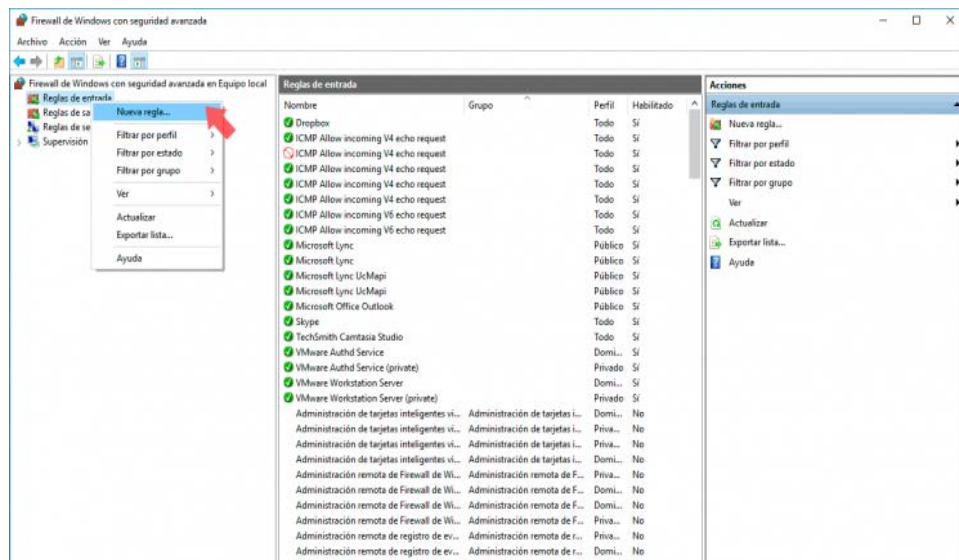 Firewall de Windows con seguridad avanzada
Archivo Acción Ver Ayuda
Firewall de Windows con seguridad avanzada en Equipo local
Reglas de entrada
Reglas de sa
Reglas de se
Supervisión
Nueva regla...
Filtrar por perfil
Filtrar por estado
Filtrar por grupo
Ver
Actualizar
Exportar lista...
Ayuda
Reglas de entrada
Nombre Grupo Perfil Habilitado
Dropbox Todo Sí
ICMP Allow incoming V4 echo request Todo Sí
ICMP Allow incoming V4 echo request Todo Sí
ICMP Allow incoming V4 echo request Todo Sí
ICMP Allow incoming V4 echo request Todo Sí
ICMP Allow incoming V4 echo request Todo Sí
ICMP Allow incoming V6 echo request Todo Sí
ICMP Allow incoming V6 echo request Todo Sí
Microsoft Lync Público Sí
Microsoft Lync Público Sí
Microsoft Lync UcMapi Público Sí
Microsoft Lync UcMapi Público Sí
Microsoft Office Outlook Público Sí
Skype Todo Sí
TechSmith Camtasia Studio Todo Sí
VMware Authd Service Domi... Sí
VMware Authd Service (private) Privado Sí
VMware Workstation Server Domi... Sí
VMware Workstation Server (private) Privado Sí
Administración de tarjetas inteligentes vi... Administración de tarjetas i... Domi... No
Administración de tarjetas inteligentes vi... Administración de tarjetas i... Priva... No
Administración de tarjetas inteligentes vi... Administración de tarjetas i... Priva... No
Administración de tarjetas inteligentes vi... Administración de tarjetas i... Domi... No
Administración remota de Firewall de Wi... Administración remota de F... Priva... No
Administración remota de Firewall de Wi... Administración remota de F... Domi... No
Administración remota de Firewall de Wi... Administración remota de F... Domi... No
Administración remota de Firewall de Wi... Administración remota de F... Priva... No
Administración remota de registro de ev... Administración remota de r... Priva... No
Administración remota de registro de ev... Administración remota de r... Domi... No
Acciones
Reglas de entrada
Nueva regla...
Filtrar por perfil
Filtrar por estado
Filtrar por grupo
Ver
Actualizar
Exportar lista...
Ayuda